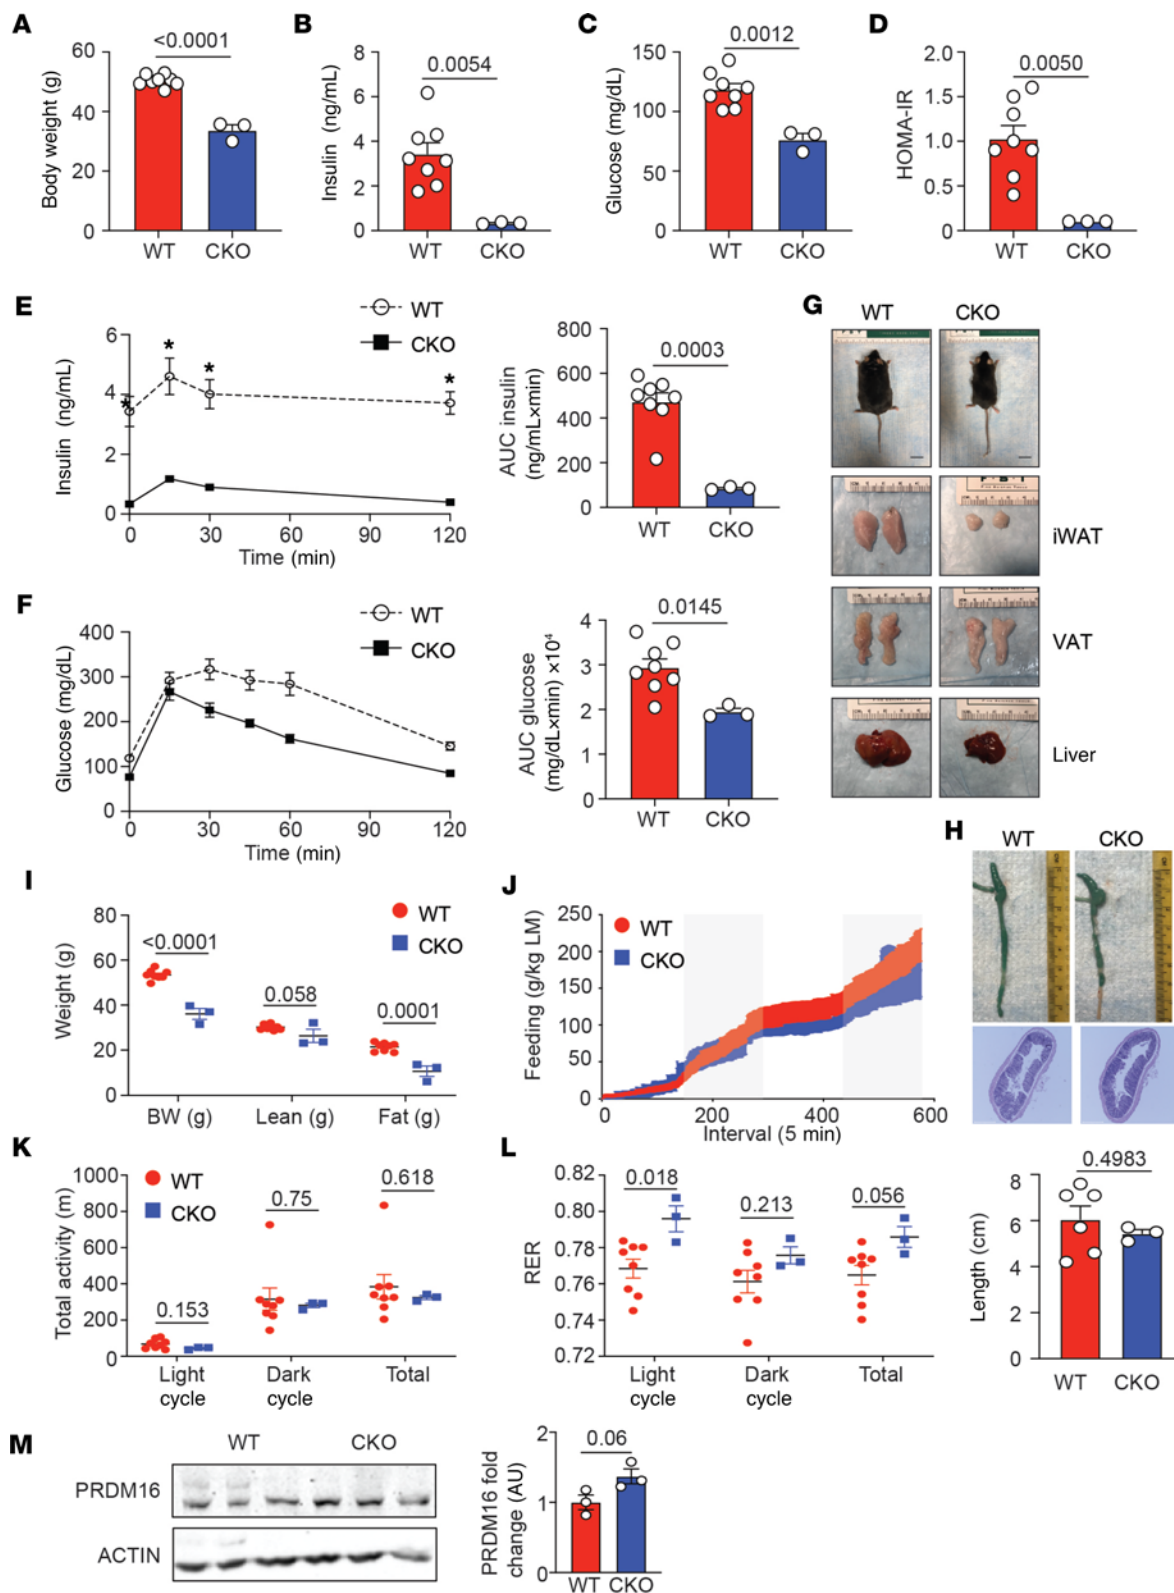 A
Body weight (g)
60
40
20
0
<0.0001
WT
CKO
B
Insulin (ng/mL)
8
6
4
2
0
0.0054
WT
CKO
C
Glucose (mg/dL)
150
100
50
0
0.0012
WT
CKO
D
HOMA-IR
2.0
1.5
1.0
0.5
0
0.0050
WT
CKO
E
WT
CKO
Insulin (ng/mL)
6
4
2
0
* * * *
0 30 60 90 120
Time (min)
AUC insulin
(ng/mL×min)
800
600
400
200
0
0.0003
WT
CKO
F
WT
CKO
Glucose (mg/dL)
400
300
200
100
0
0 30 60 120
Time (min)
AUC glucose
(mg/dL×min) ×10⁴
4
3
2
1
0
0.0145
WT
CKO
G
WT
CKO
iWAT
VAT
Liver
H
WT
CKO
Length (cm)
8
6
4
2
0
0.4983
WT
CKO
I
WT
CKO
Weight (g)
80
60
40
20
0
<0.0001
0.058
0.0001
BW (g)
Lean (g)
Fat (g)
J
WT
CKO
Feeding (g/kg LM)
250
200
150
100
50
0
0 200 400 600
Interval (5 min)
K
WT
CKO
Total activity (m)
1000
800
600
400
200
0
0.153
0.75
0.618
Light
cycle
Dark
cycle
Total
L
RER
0.82
0.80
0.78
0.76
0.74
0.72
0.018
0.213
0.056
Light
cycle
Dark
cycle
Total
M
WT
CKO
PRDM16
ACTIN
PRDM16 fold
change (AU)
2
1
0
0.06
WT
CKO